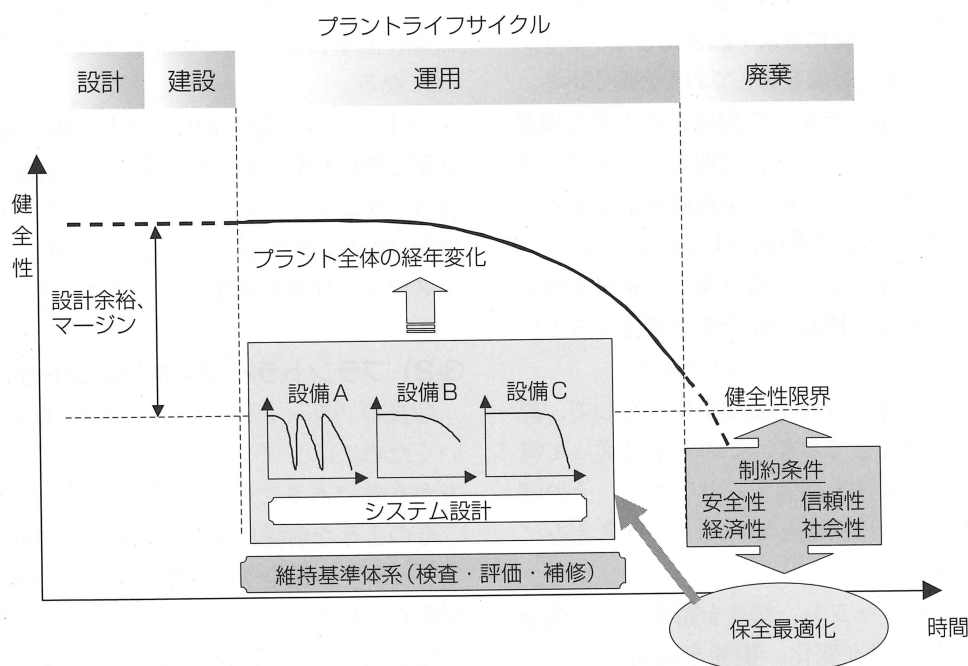 プラントライフサイクル
設計
建設
運用
廃棄
健全性
プラント全体の経年変化
設計余裕、
マージン
設備A
設備B
設備C
健全性限界
システム設計
制約条件
安全性 信頼性
経済性 社会性
維持基準体系(検査・評価・補修)
保全最適化
時間